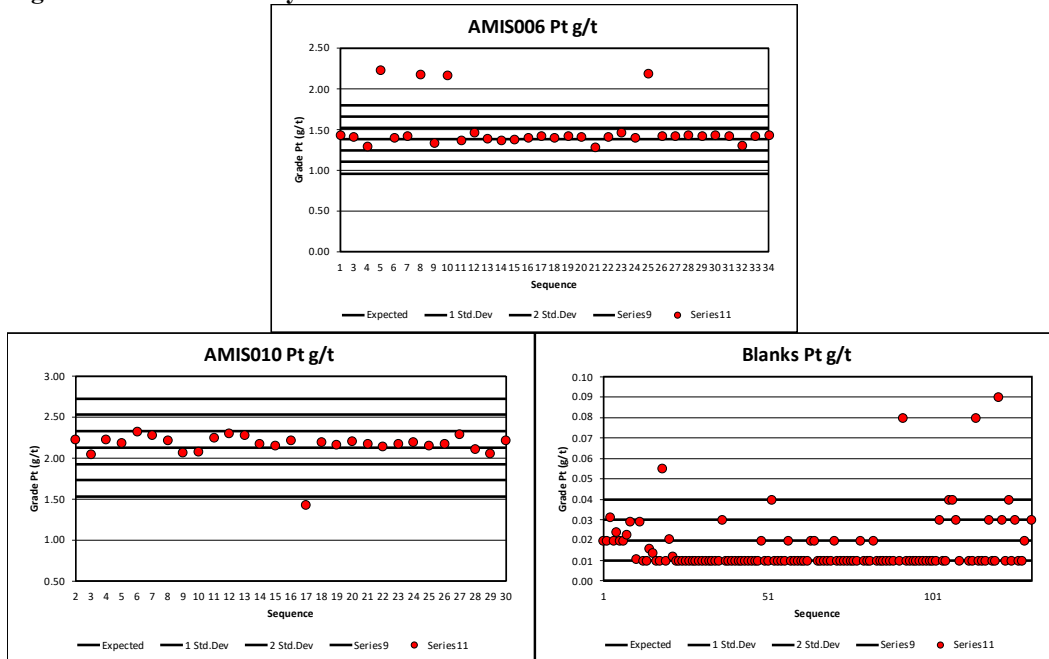 AMIS006 Pt g/t
2.50
2.00
1.50
1.00
0.50
0.00
Grade Pt (g/t)
1 3 4 5 6 7 8 9 10 11 12 13 14 15 16 17 18 19 20 21 22 23 24 25 26 27 28 29 30 31 32 33 34
Sequence
Expected 1 Std.Dev 2 Std.Dev Series9 Series11
AMIS010 Pt g/t
3.00
2.50
2.00
1.50
1.00
0.50
Grade Pt (g/t)
2 3 4 5 6 7 8 9 10 11 12 13 14 15 16 17 18 19 20 21 22 23 24 25 26 27 28 29 30
Sequence
Expected 1 Std.Dev 2 Std.Dev Series9 Series11
Blanks Pt g/t
0.10
0.09
0.08
0.07
0.06
0.05
0.04
0.03
0.02
0.01
0.00
Grade Pt (g/t)
1 51 101
Sequence
Expected 1 Std.Dev 2 Std.Dev Series9 Series11